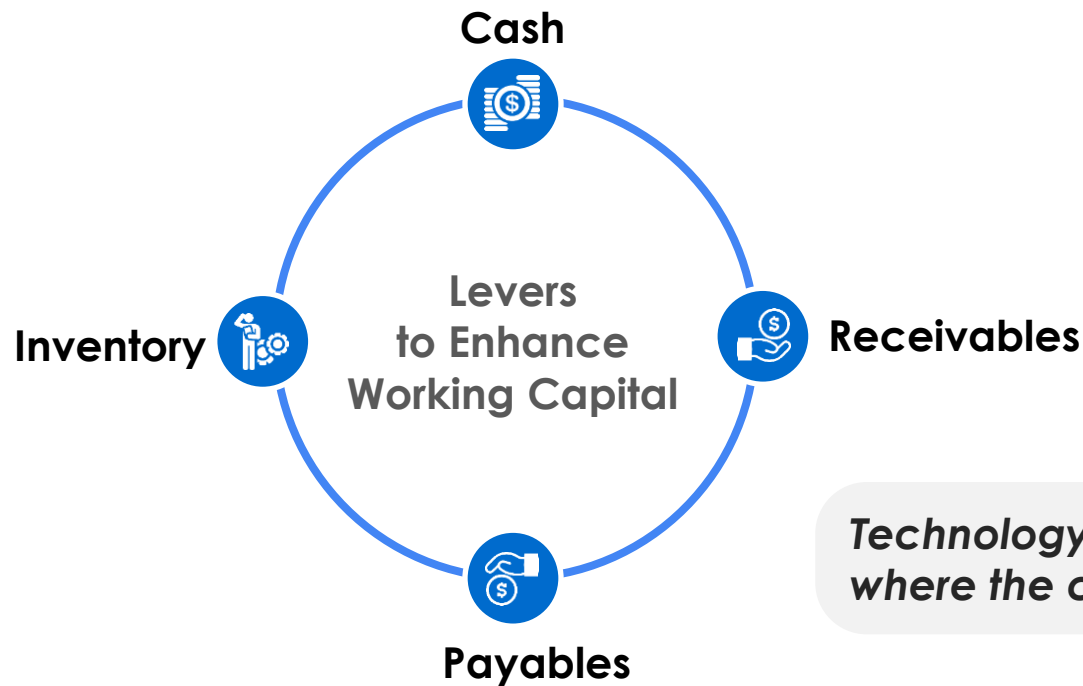 Cash
Levers
to Enhance
Working Capital
Inventory
Receivables
Technology
where the
Payables